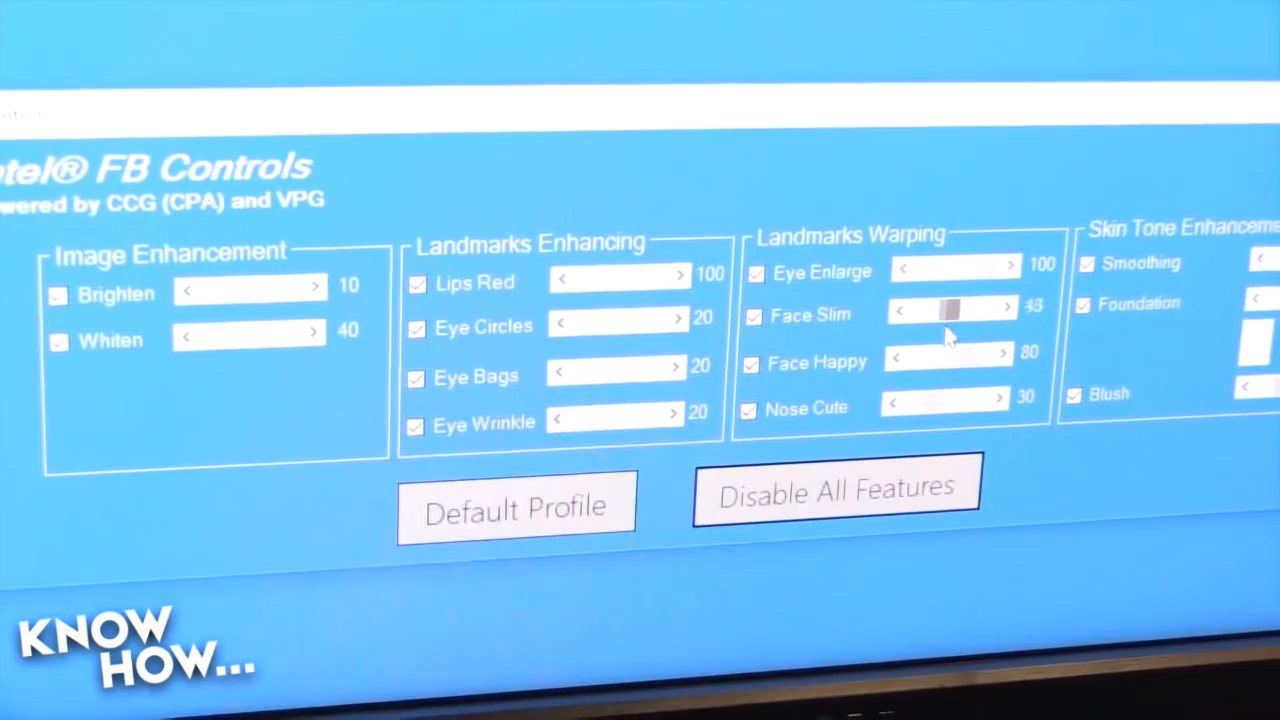 ntel® FB Controls
wered by CCG (CPA) and VPG
Image Enhancement
Brighten 10
Whiten 40
Landmarks Enhancing
Lips Red 100
Eye Circles 20
Eye Bags 20
Eye Wrinkle 20
Landmarks Warping
Eye Enlarge 100
Face Slim
Face Happy 80
Nose Cute 30
Skin Tone Enhanceme
Smoothing
Foundation
Blush
Default Profile
Disable All Features
KNOW
HOW...